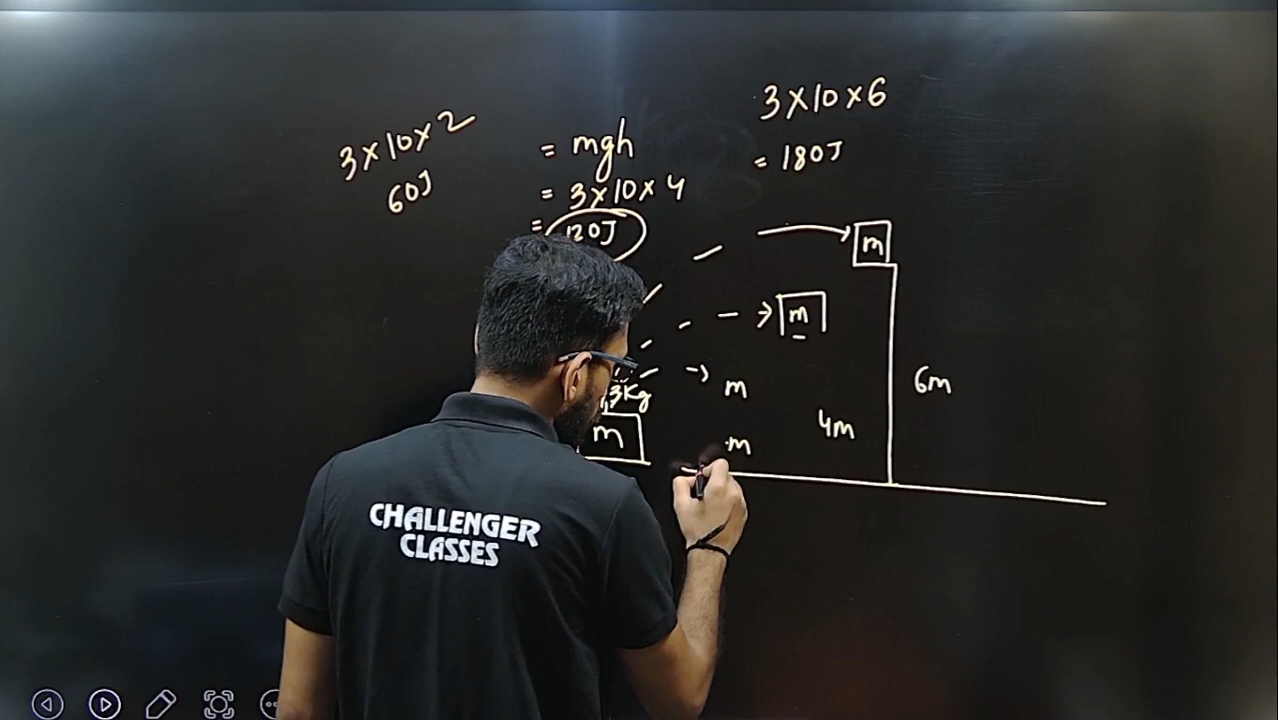 3×10×2
60J
= mgh
= 3×10×4
= 120J
3×10×6
= 180J
m
m
3Kg
m
m
m
4m
6m
CHALLENGER
CLASSES